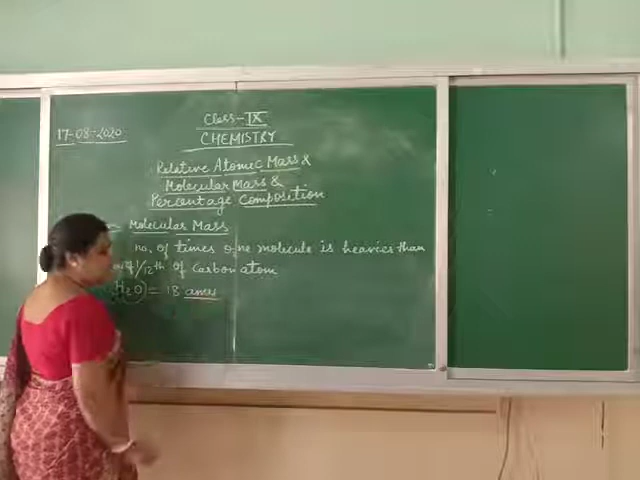 Class-IX
17-08-2020
CHEMISTRY
Relative Atomic Mass &
Molecular Mass &
Percentage Composition
Molecular Mass
no. of times one molecule is heavier than
1/12th of Carbon atom
H2O = 18 amu